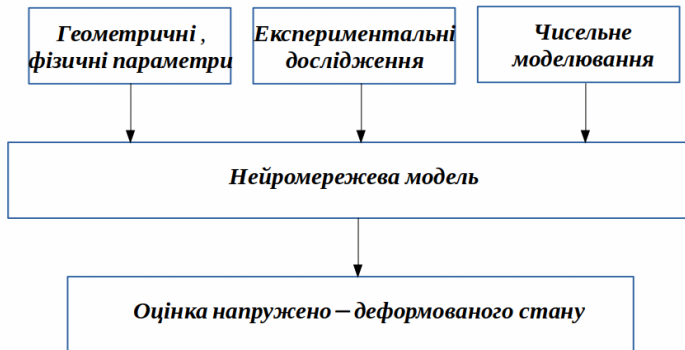 Геометричні ,
фізичні параметри
Експериментальні
дослідження
Чисельне
моделювання
Нейромережева модель
Оцінка напружено – деформованого стану